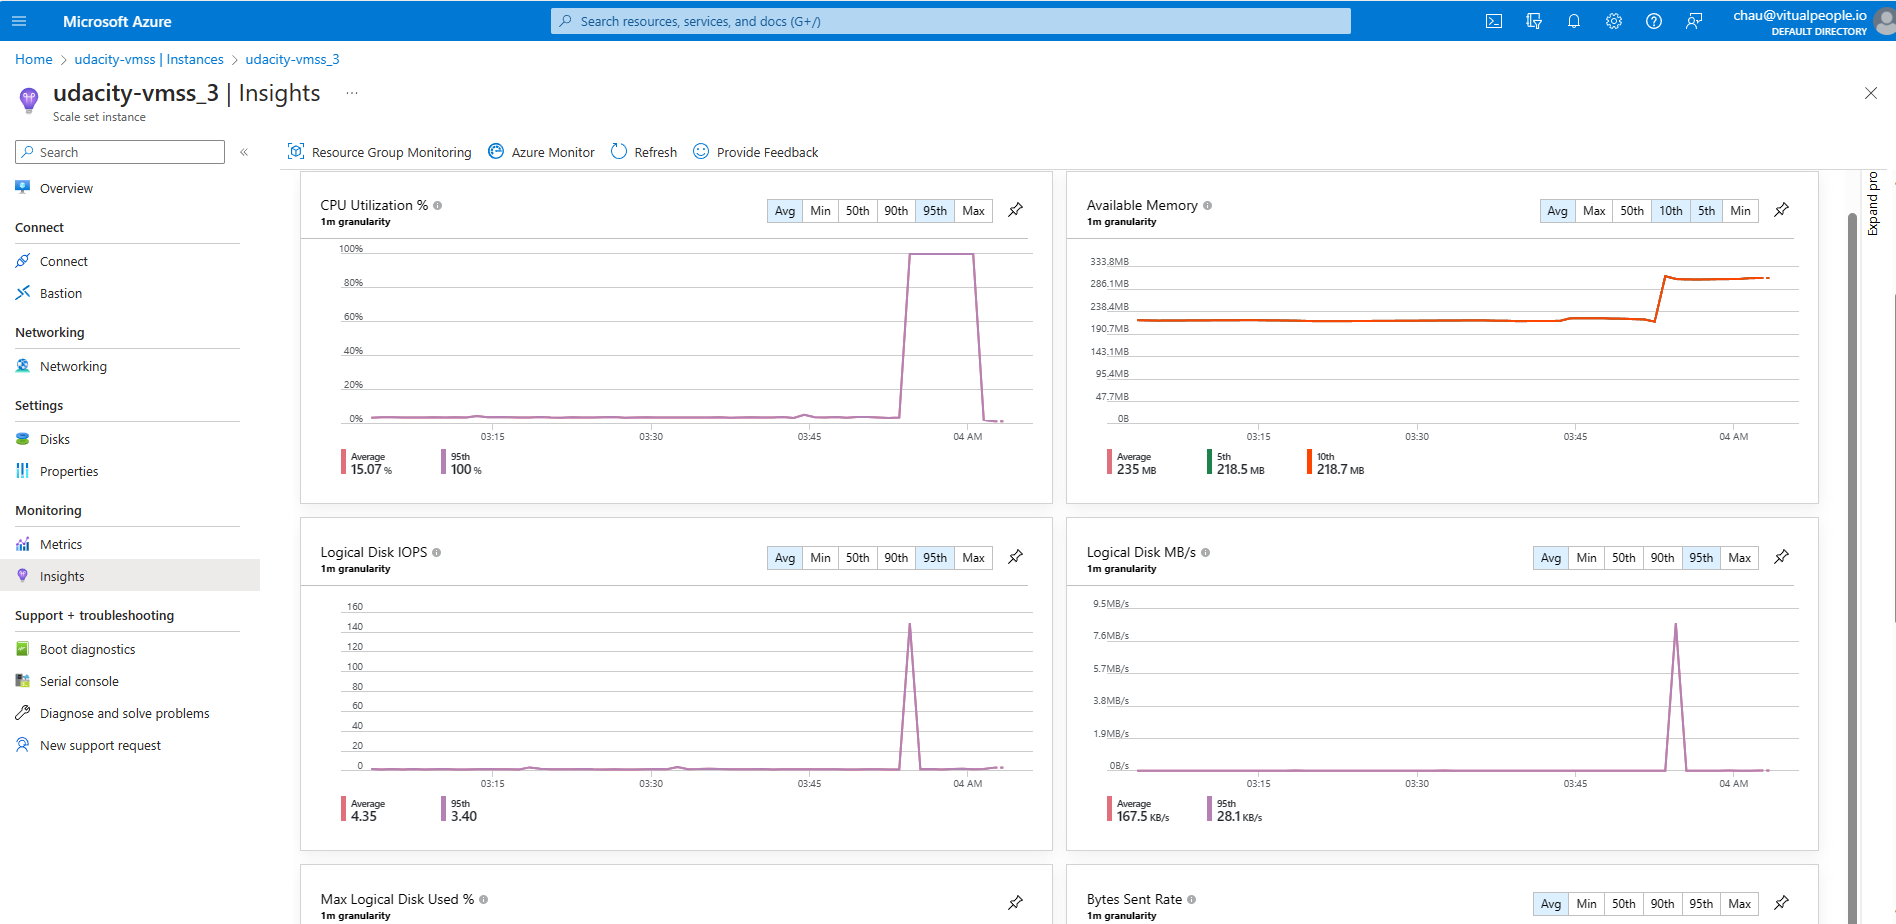 Microsoft Azure
Search resources, services, and docs (G+/)
chau@vitualpeople.io
DEFAULT DIRECTORY
Home > udacity-vmss | Instances > udacity-vmss_3
udacity-vmss_3 | Insights ...
Scale set instance
Search
«
Overview
Connect
Connect
Bastion
Networking
Networking
Settings
Disks
Properties
Monitoring
Metrics
Insights
Support + troubleshooting
Boot diagnostics
Serial console
Diagnose and solve problems
New support request
Resource Group Monitoring Azure Monitor Refresh Provide Feedback
Expand pro
CPU Utilization %
1m granularity
Avg Min 50th 90th 95th Max
100%
80%
60%
40%
20%
0%
03:15 03:30 03:45 04 AM
Average 95th
15.07 % 100 %
Available Memory
1m granularity
Avg Max 50th 10th 5th Min
333.8MB
286.1MB
238.4MB
190.7MB
143.1MB
95.4MB
47.7MB
0B
03:15 03:30 03:45 04 AM
Average 5th 10th
235 MB 218.5 MB 218.7 MB
Logical Disk IOPS
1m granularity
Avg Min 50th 90th 95th Max
160
140
120
100
80
60
40
20
0
03:15 03:30 03:45 04 AM
Average 95th
4.35 3.40
Logical Disk MB/s
1m granularity
Avg Min 50th 90th 95th Max
9.5MB/s
7.6MB/s
5.7MB/s
3.8MB/s
1.9MB/s
0B/s
03:15 03:30 03:45 04 AM
Average 95th
167.5 KB/s 28.1 KB/s
Max Logical Disk Used %
1m granularity
Bytes Sent Rate
1m granularity
Avg Min 50th 90th 95th Max